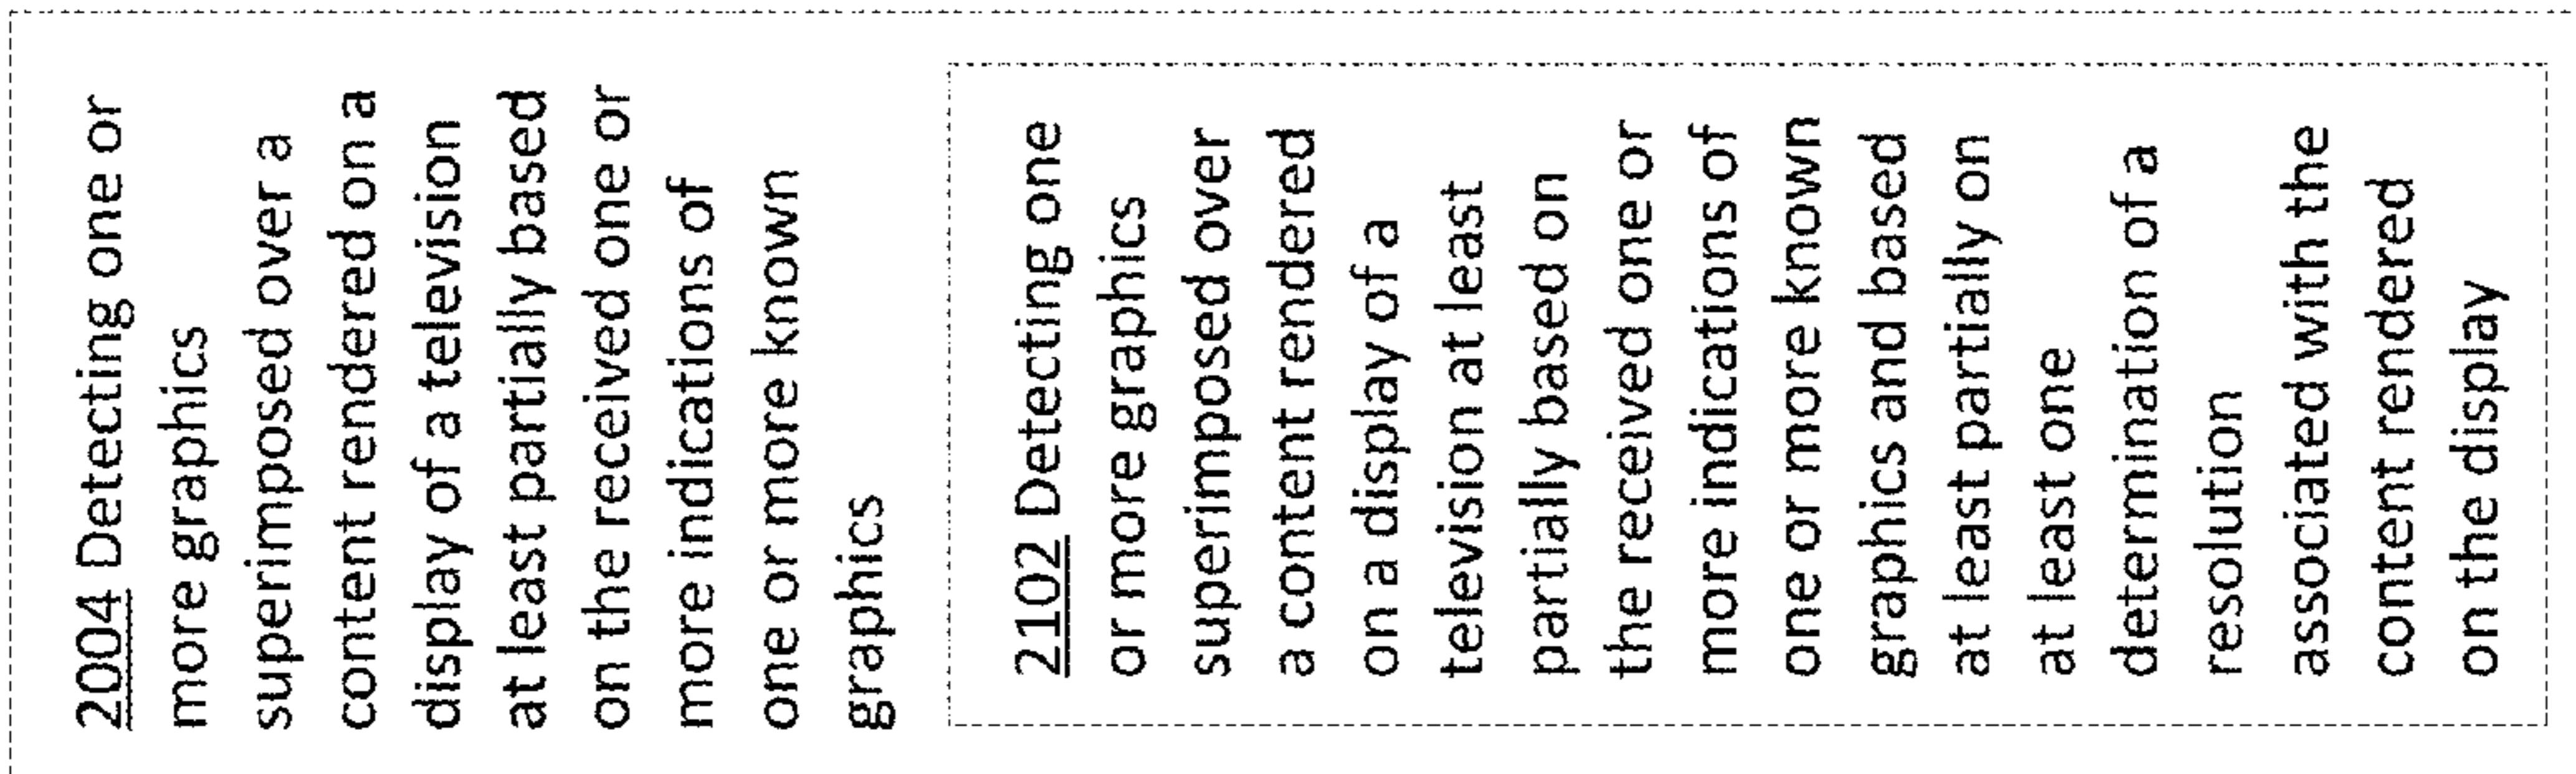 2004 Detecting one or
more graphics
superimposed over a
content rendered on a
display of a television
at least partially based
on the received one or
more indications of
one or more known
graphics
2102 Detecting one
or more graphics
superimposed over
a content rendered
on a display of a
television at least
partially based on
the received one or
more indications of
one or more known
graphics and based
at least partially on
at least one
determination of a
resolution
associated with the
content rendered
on the display